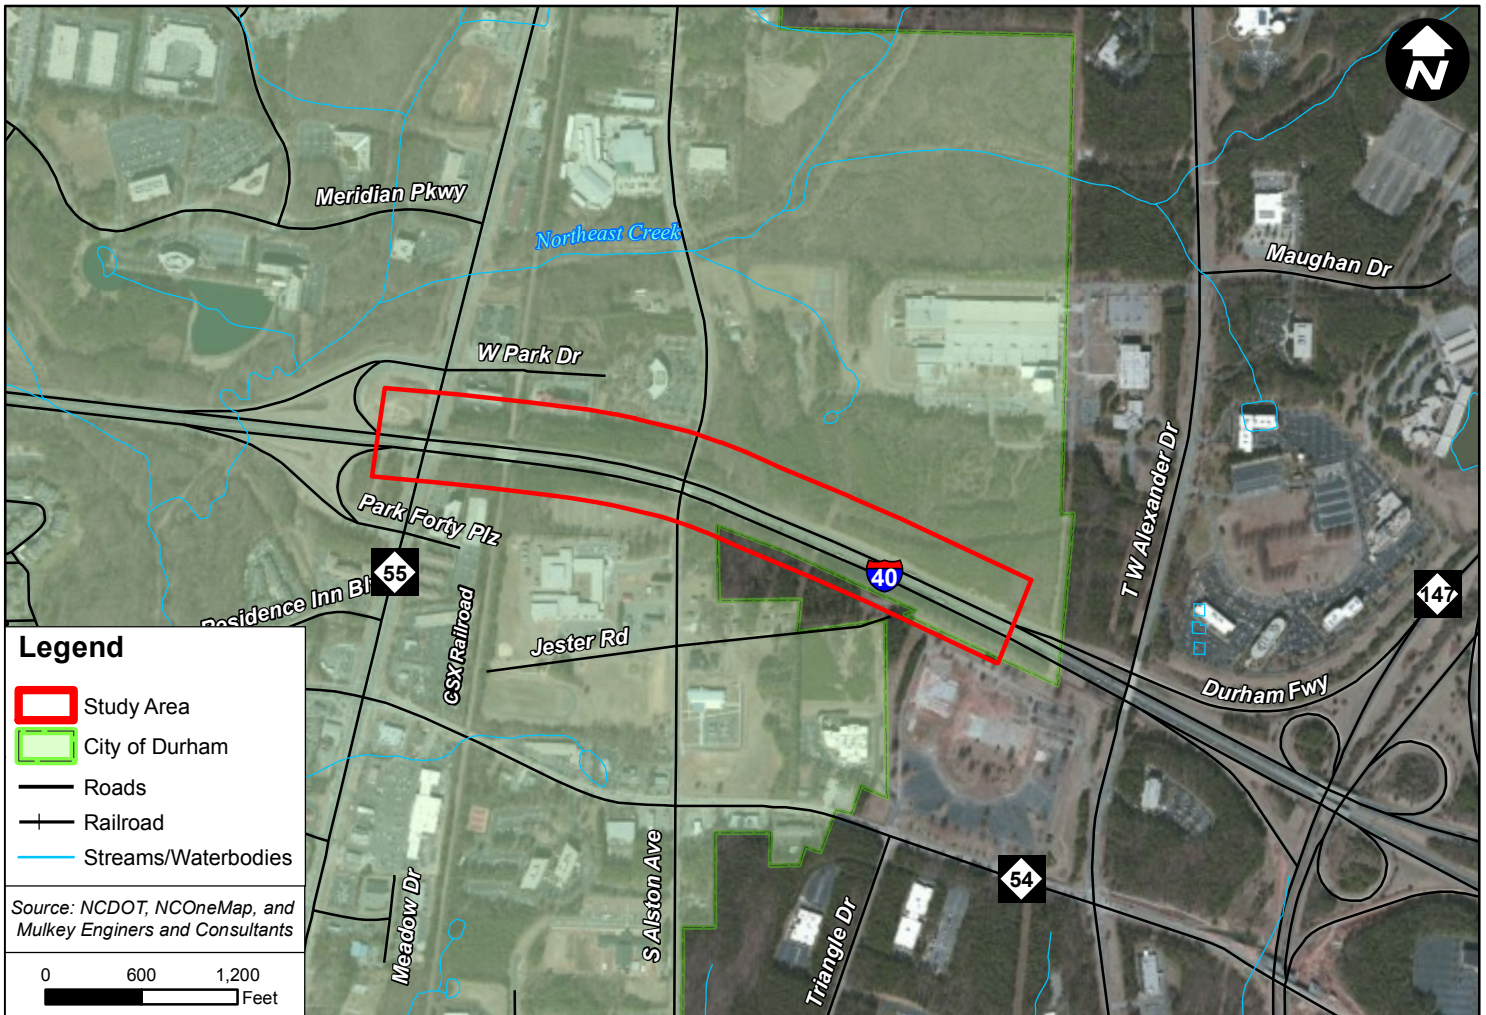 N
Meridian Pkwy
Northeast Creek
Maughan Dr
W Park Dr
T W Alexander Dr
Park Forty Plz
40
55
147
Residence Inn Bl
CSX Railroad
Jester Rd
Durham Fwy
Legend
Study Area
City of Durham
Roads
Railroad
Streams/Waterbodies
Source: NCDOT, NCOneMap, and
Mulkey Enginers and Consultants
0 600 1,200
Feet
Meadow Dr
S Alston Ave
Triangle Dr
54